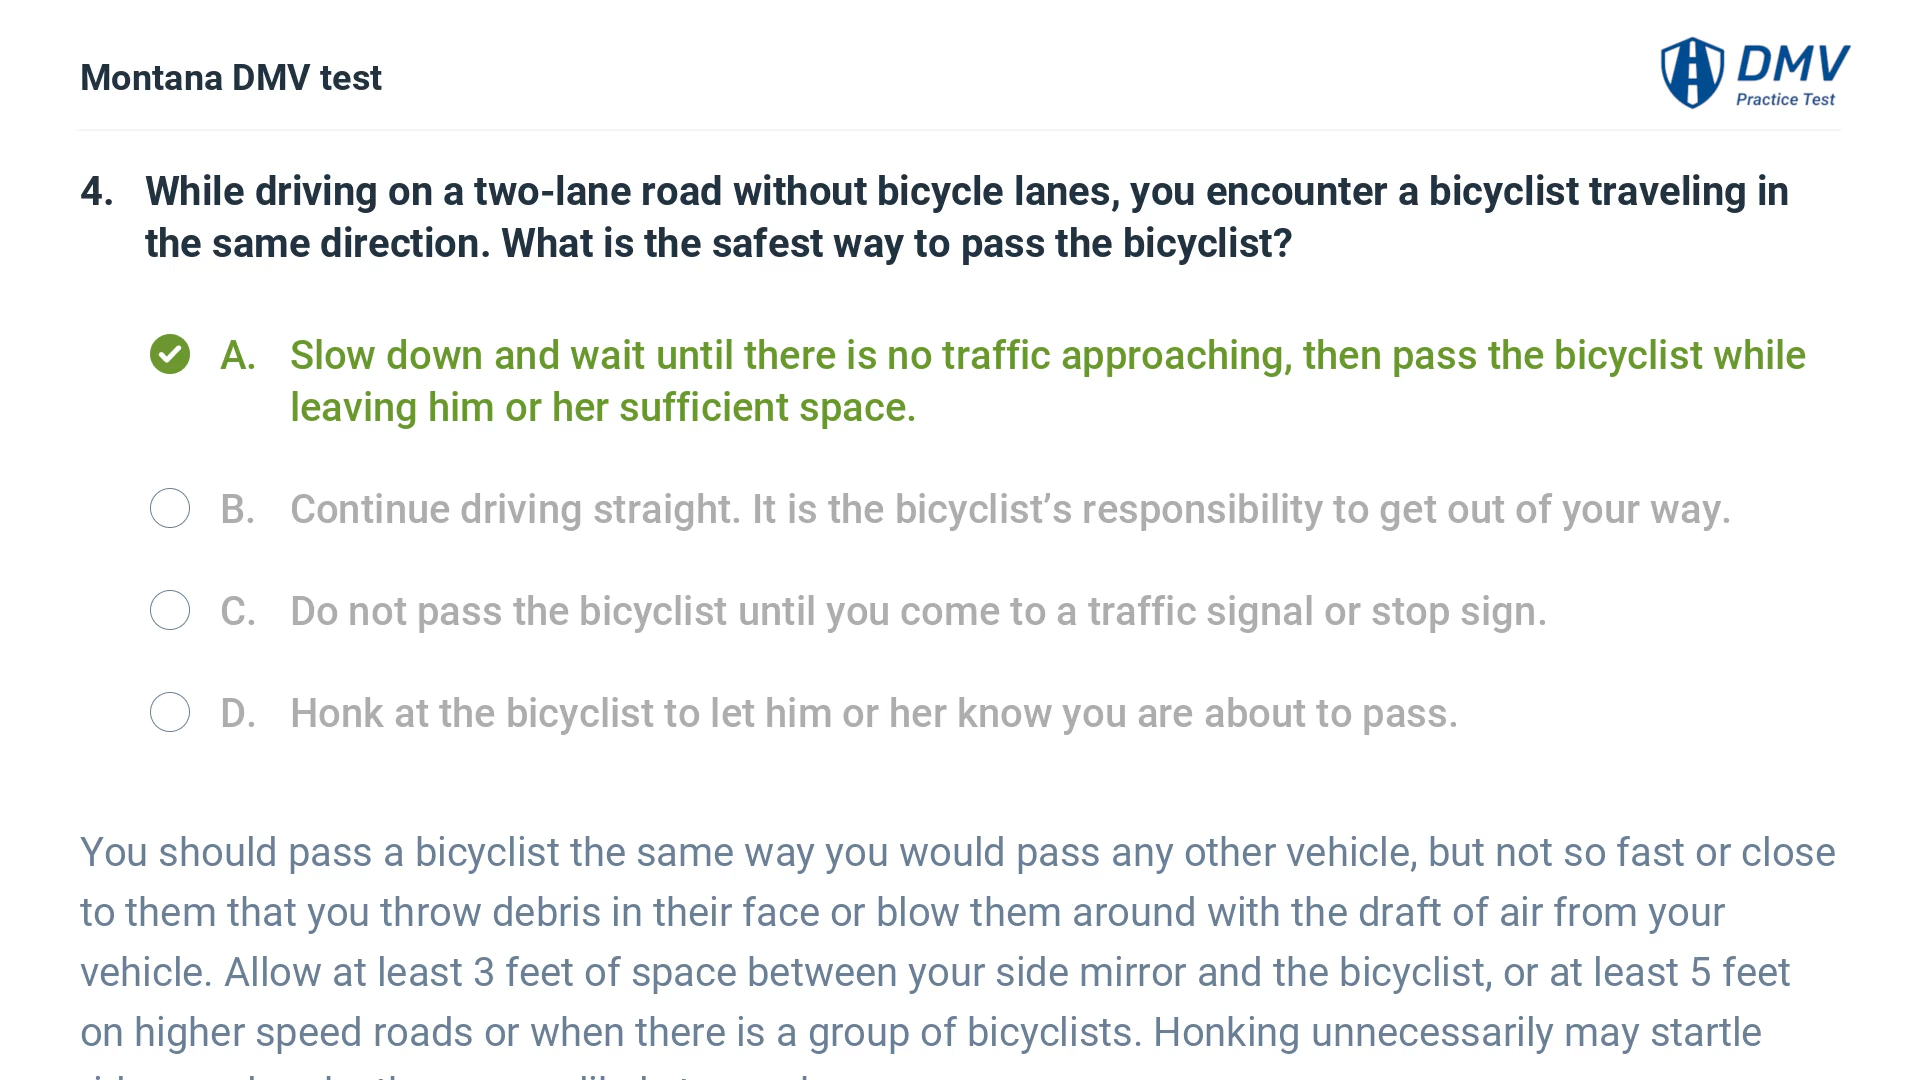 Montana DMV test
DMV
Practice Test
4. While driving on a two-lane road without bicycle lanes, you encounter a bicyclist traveling in
the same direction. What is the safest way to pass the bicyclist?
A. Slow down and wait until there is no traffic approaching, then pass the bicyclist while
leaving him or her sufficient space.
B. Continue driving straight. It is the bicyclist’s responsibility to get out of your way.
C. Do not pass the bicyclist until you come to a traffic signal or stop sign.
D. Honk at the bicyclist to let him or her know you are about to pass.
You should pass a bicyclist the same way you would pass any other vehicle, but not so fast or close
to them that you throw debris in their face or blow them around with the draft of air from your
vehicle. Allow at least 3 feet of space between your side mirror and the bicyclist, or at least 5 feet
on higher speed roads or when there is a group of bicyclists. Honking unnecessarily may startle